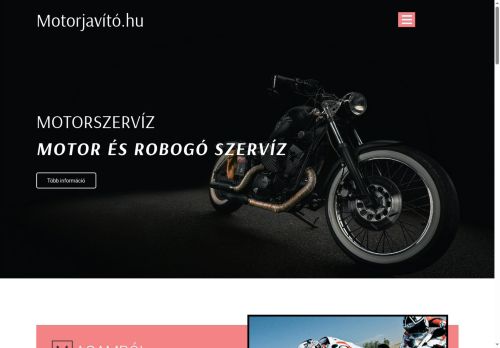 Motorjavító.hu
MOTORSZERVÍZ
MOTOR ÉS ROBOGÓ SZERVÍZ
Több információ